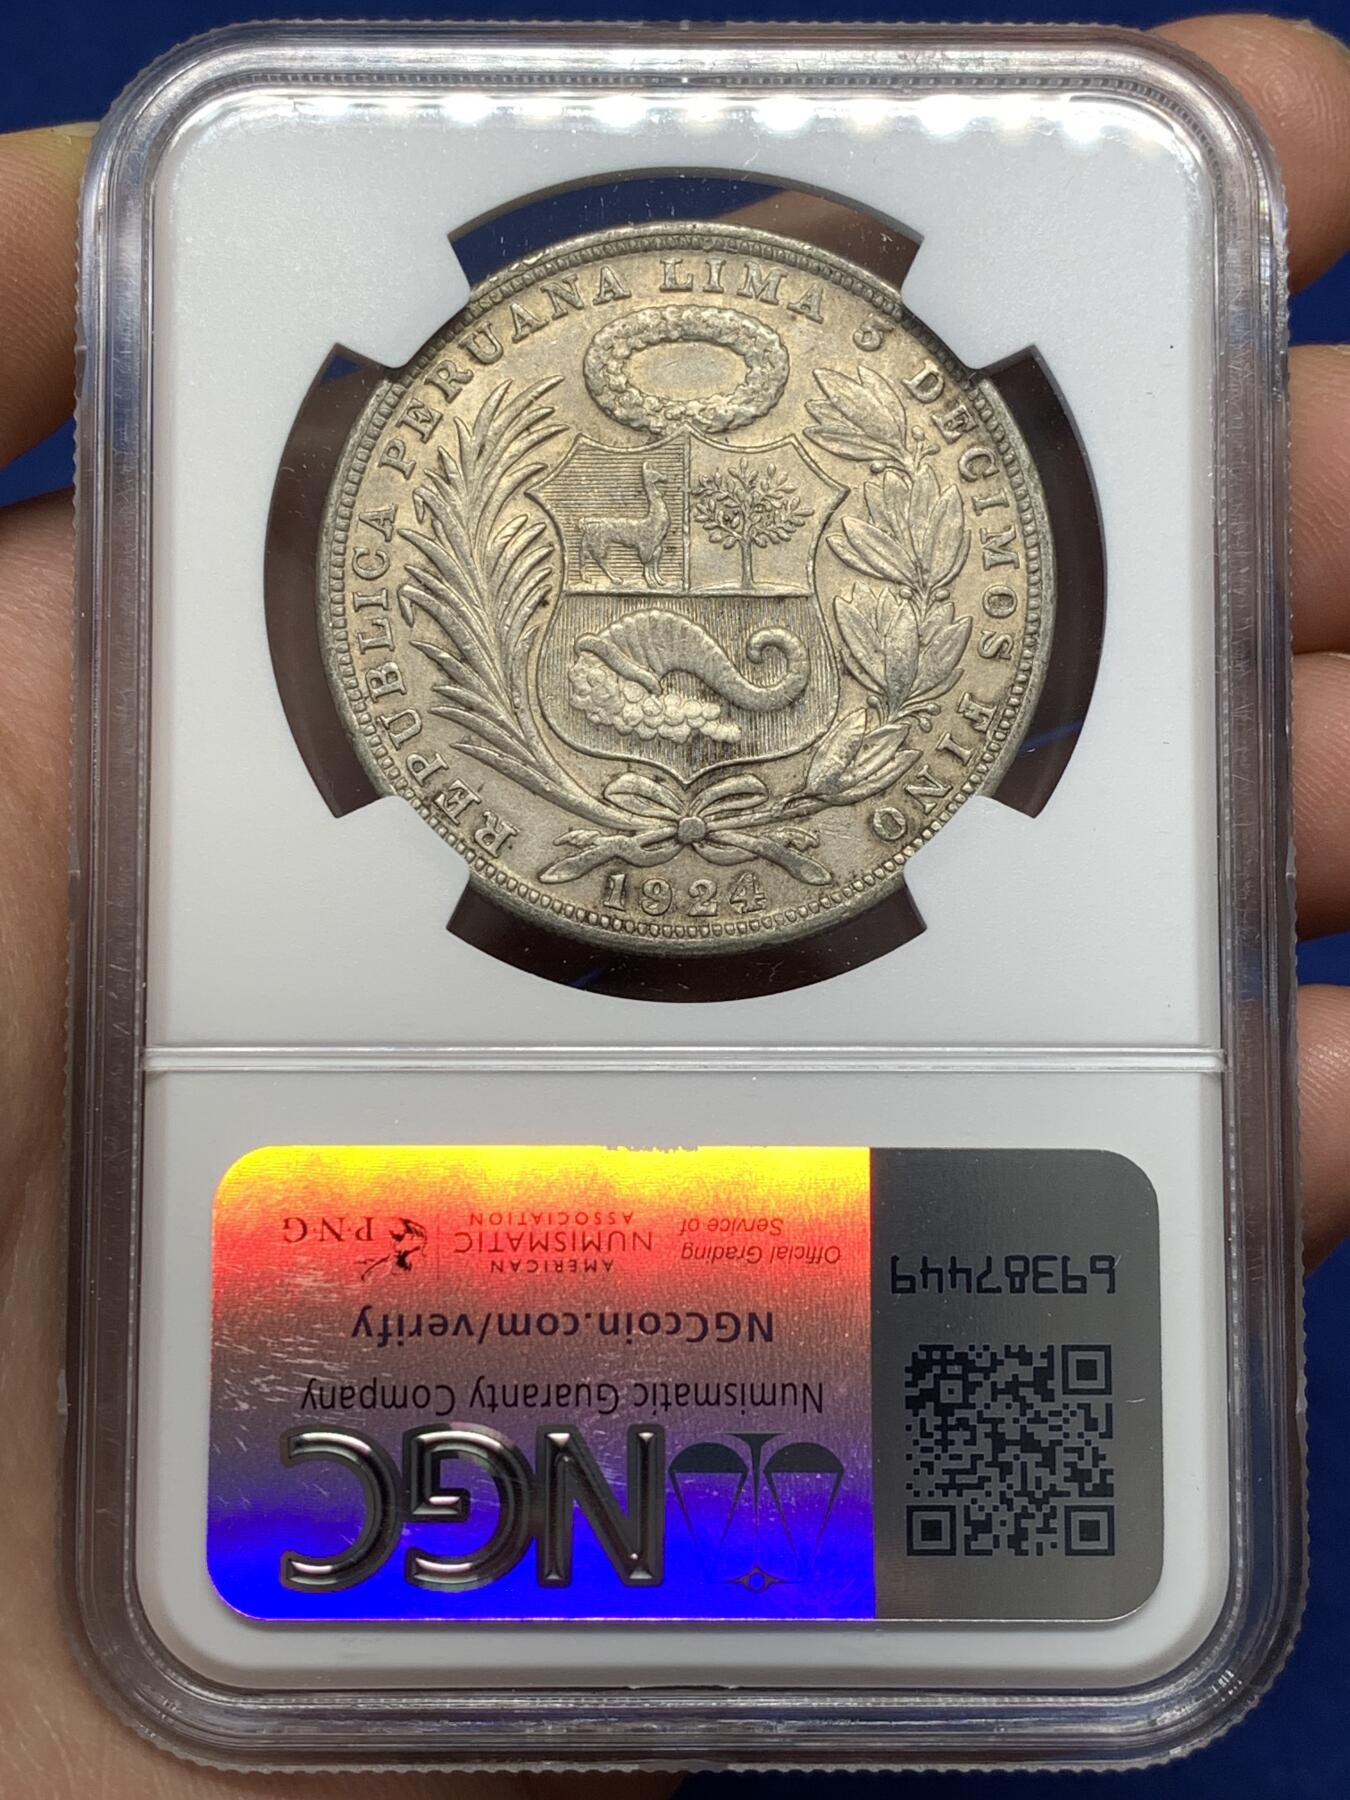 REPUBLICA PERUANA LIMA 5 DECIMOS FINO
1924
NGC
Numismatic Guaranty Company
NGCcoin.com/verify
Official Grading
Service of
AMERICAN
NUMISMATIC
ASSOCIATION
P·N·G
69387449